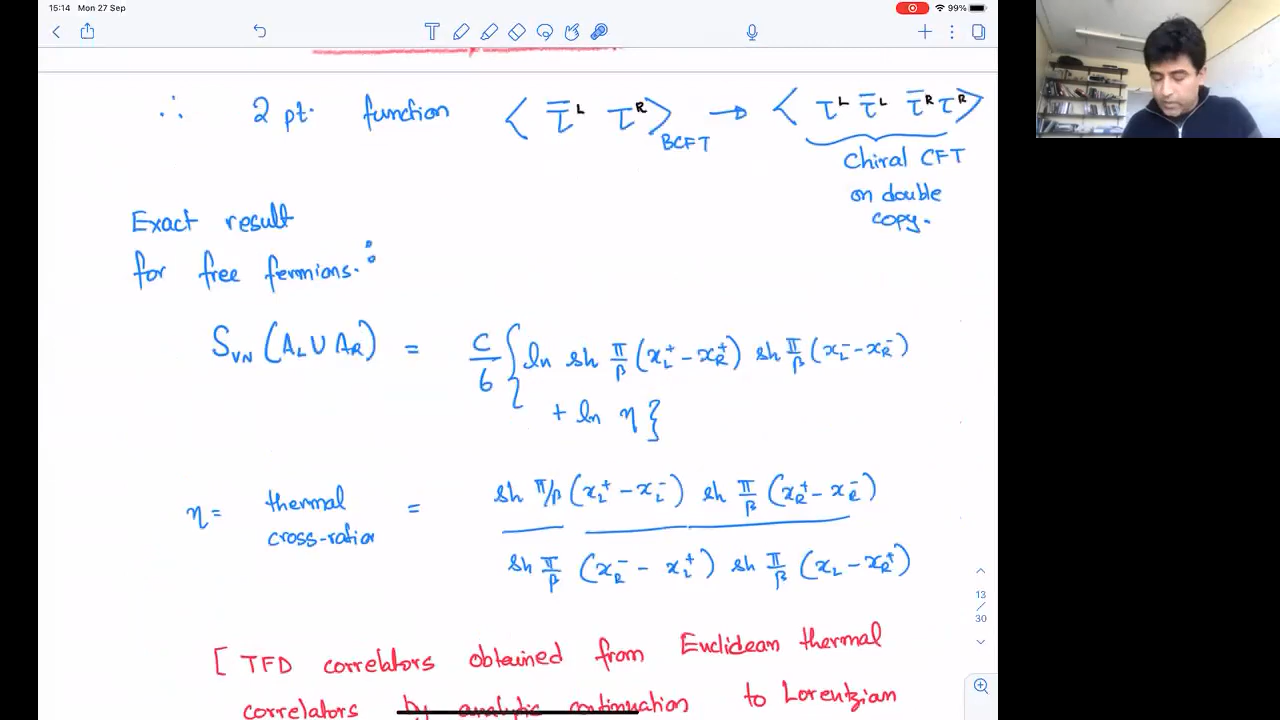 15:14 Mon 27 Sep
99%
∴ 2 pt. function ⟨ τ̄^L τ^R ⟩_BCFT → ⟨ τ^L τ̄^L τ̄^R τ^R ⟩
Chiral CFT
on double
copy.
Exact result
for free fermions:
S_VN (A_L ∪ A_R) = c/6 { ln sh π/β (x_L^+ - x_R^+) sh π/β (x_L^- - x_R^-)
+ ln η }
η = thermal cross-ratio = sh π/β (x_L^+ - x_L^-) sh π/β (x_R^+ - x_R^-)
sh π/β (x_R^- - x_L^+) sh π/β (x_L - x_R^+)
13
/
30
[ TFD correlators obtained from Euclidean thermal
correlators by analytic continuation to Lorentzian